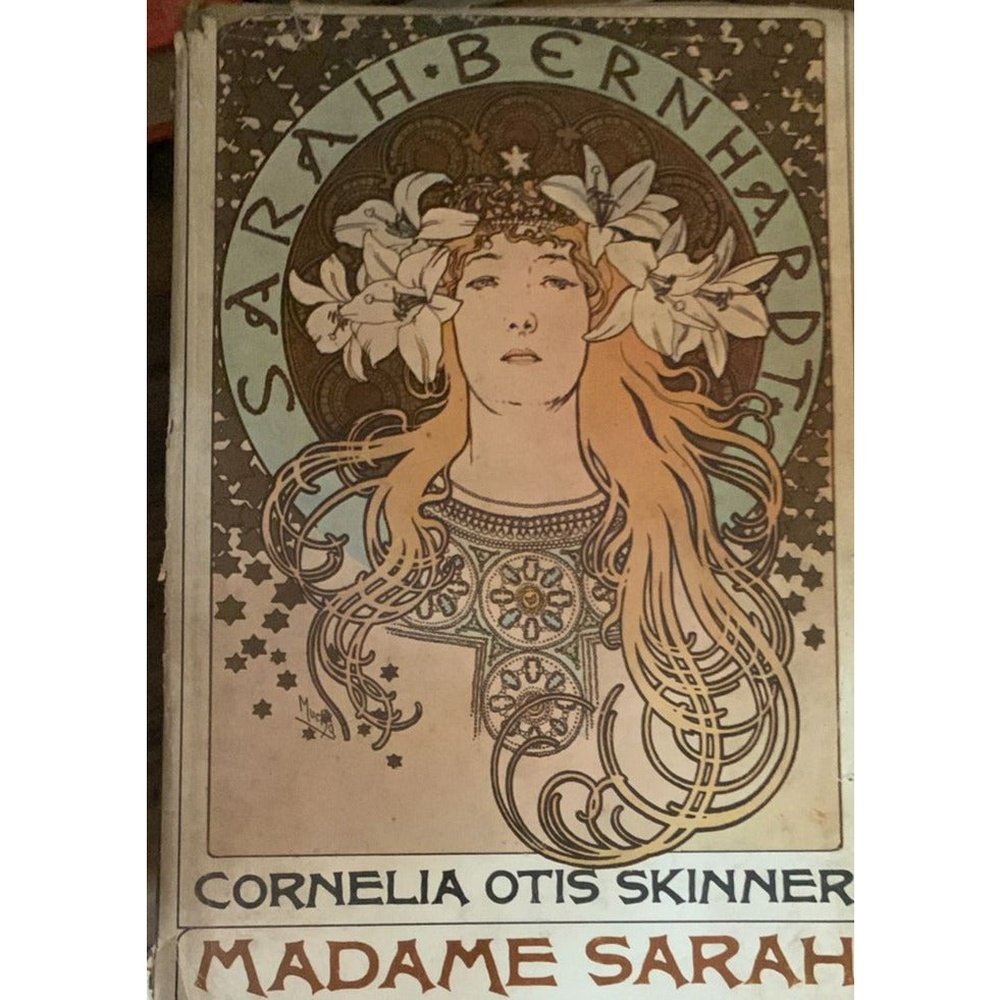 SARAH·BERNHARDT
CORNELIA OTIS SKINNER
MADAME SARAH